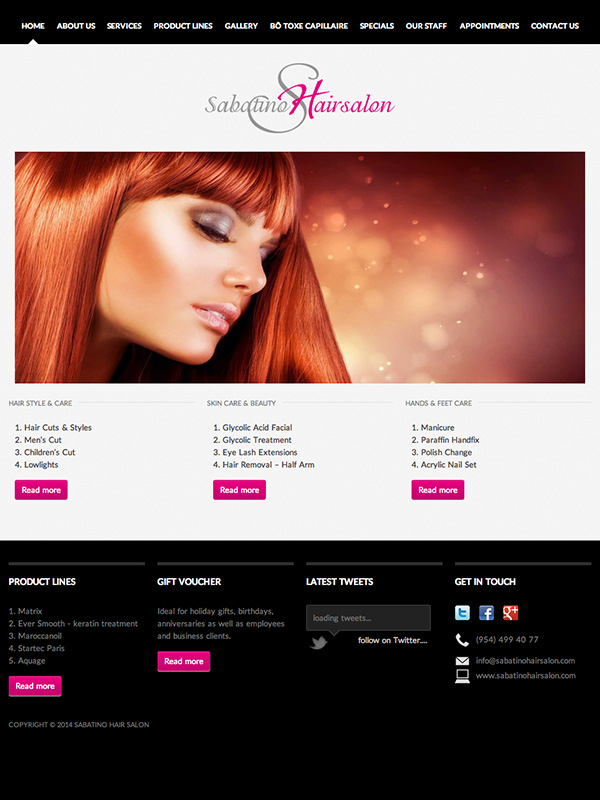 HOME ABOUT US SERVICES PRODUCT LINES GALLERY BÔ TOXE CAPILLAIRE SPECIALS OUR STAFF APPOINTMENTS CONTACT US
Sabatino Hairsalon
HAIR STYLE & CARE
1. Hair Cuts & Styles
2. Men's Cut
3. Children's Cut
4. Lowlights
Read more
SKIN CARE & BEAUTY
1. Glycolic Acid Facial
2. Glycolic Treatment
3. Eye Lash Extensions
4. Hair Removal – Half Arm
Read more
HANDS & FEET CARE
1. Manicure
2. Paraffin Handfix
3. Polish Change
4. Acrylic Nail Set
Read more
PRODUCT LINES
1. Matrix
2. Ever Smooth - keratin treatment
3. Maroccanoil
4. Startec Paris
5. Aquage
Read more
GIFT VOUCHER
Ideal for holiday gifts, birthdays,
anniversaries as well as employees
and business clients.
Read more
LATEST TWEETS
loading tweets...
follow on Twitter....
GET IN TOUCH
(954) 499 40 77
info@sabatinohairsalon.com
www.sabatinohairsalon.com
COPYRIGHT © 2014 SABATINO HAIR SALON